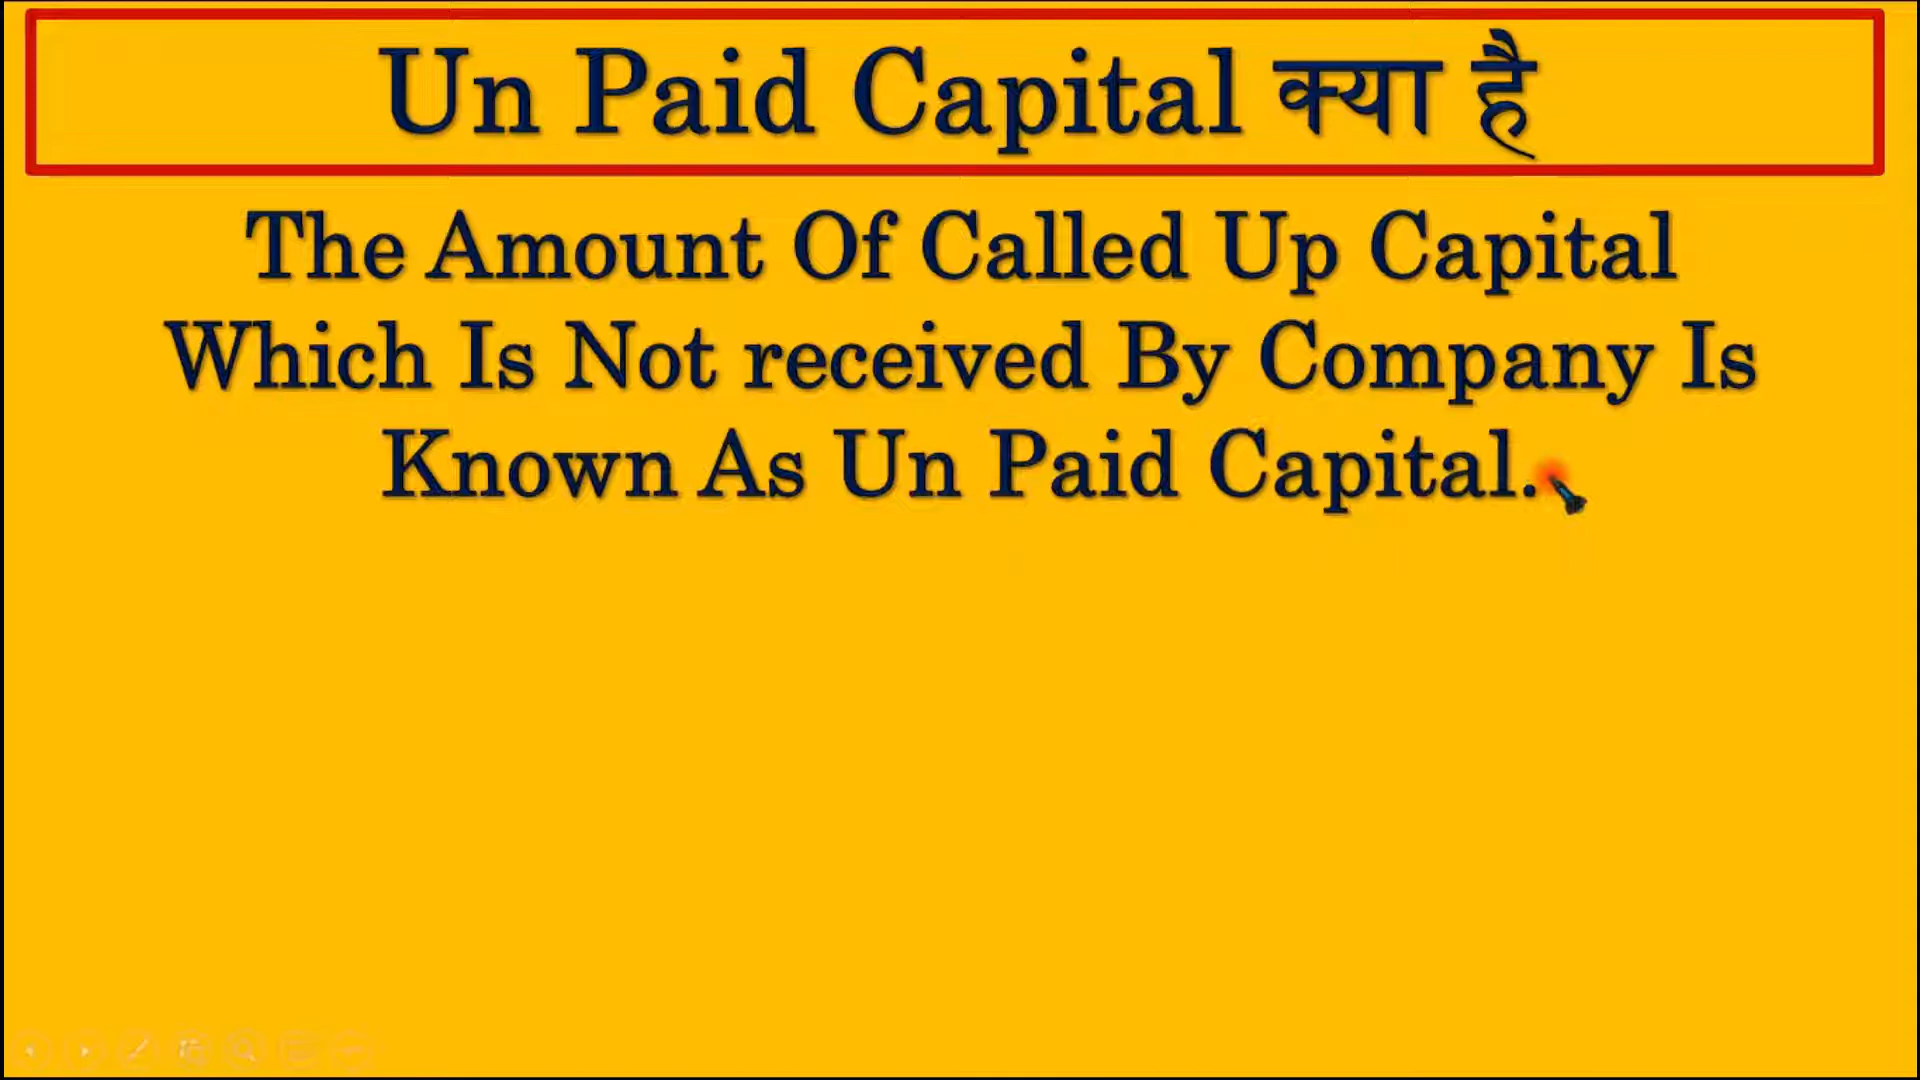 Un Paid Capital क्या है
The Amount Of Called Up Capital
Which Is Not received By Company Is
Known As Un Paid Capital.